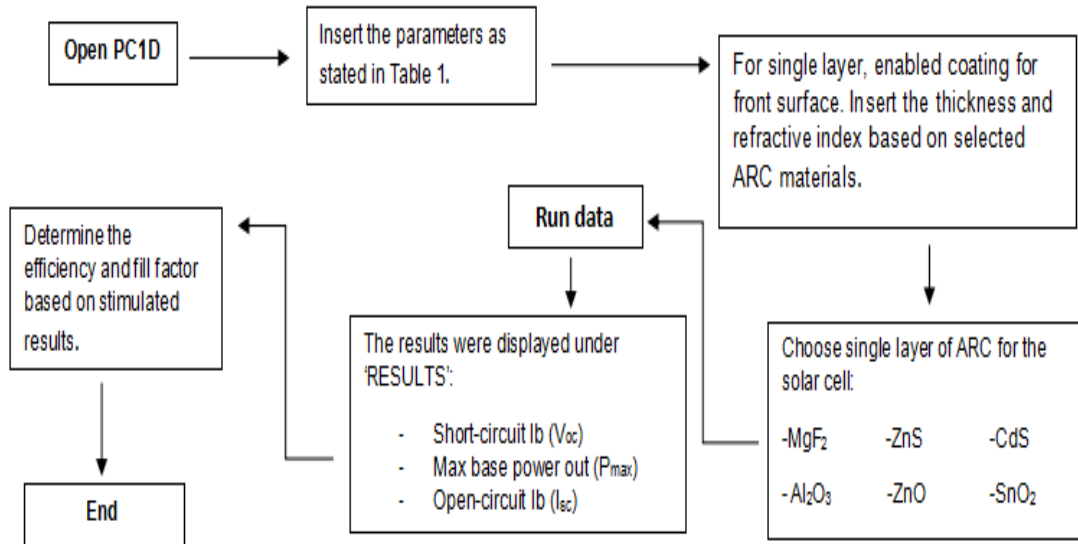 Open PC1D
Insert the parameters as
stated in Table 1.
For single layer, enabled coating for
front surface. Insert the thickness and
refractive index based on selected
ARC materials.
Choose single layer of ARC for the
solar cell:
-MgF₂ -ZnS -CdS
-Al₂O₃ -ZnO -SnO₂
Run data
The results were displayed under
‘RESULTS’:
- Short-circuit Ib (Voc)
- Max base power out (Pmax)
- Open-circuit Ib (Isc)
Determine the
efficiency and fill factor
based on stimulated
results.
End